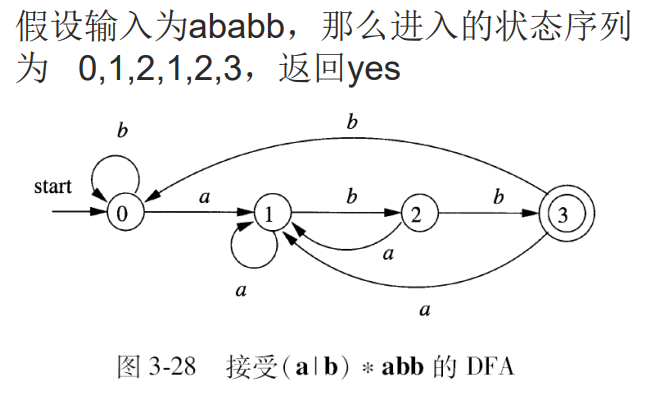 假设输入为ababb，那么进入的状态序列
为 0,1,2,1,2,3，返回yes
b
b
start
0
a
1
b
2
b
3
a
a
a
图 3-28 接受(a|b) * abb 的 DFA